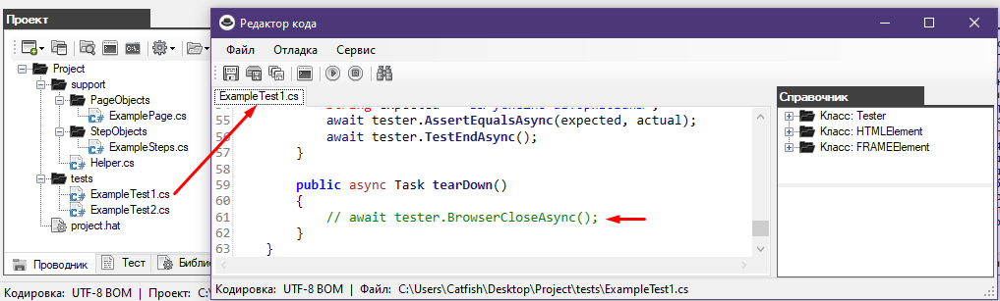 Проект
Project
support
PageObjects
ExamplePage.cs
StepObjects
ExampleSteps.cs
Helper.cs
tests
ExampleTest1.cs
ExampleTest2.cs
project.hat
Проводник
Тест
Кодировка: UTF-8 BOM | Проект: C:\
Редактор кода
Файл Отладка Сервис
ExampleTest1.cs
55 await tester.AssertEqualsAsync(expected, actual);
56 await tester.TestEndAsync();
57 }
58
59 public async Task tearDown()
60 {
61 // await tester.BrowserCloseAsync();
62 }
63 }
Справочник
Класс: Tester
Класс: HTMLElement
Класс: FRAMEElement
Кодировка: UTF-8 BOM | Файл: C:\Users\Catfish\Desktop\Project\tests\ExampleTest1.cs